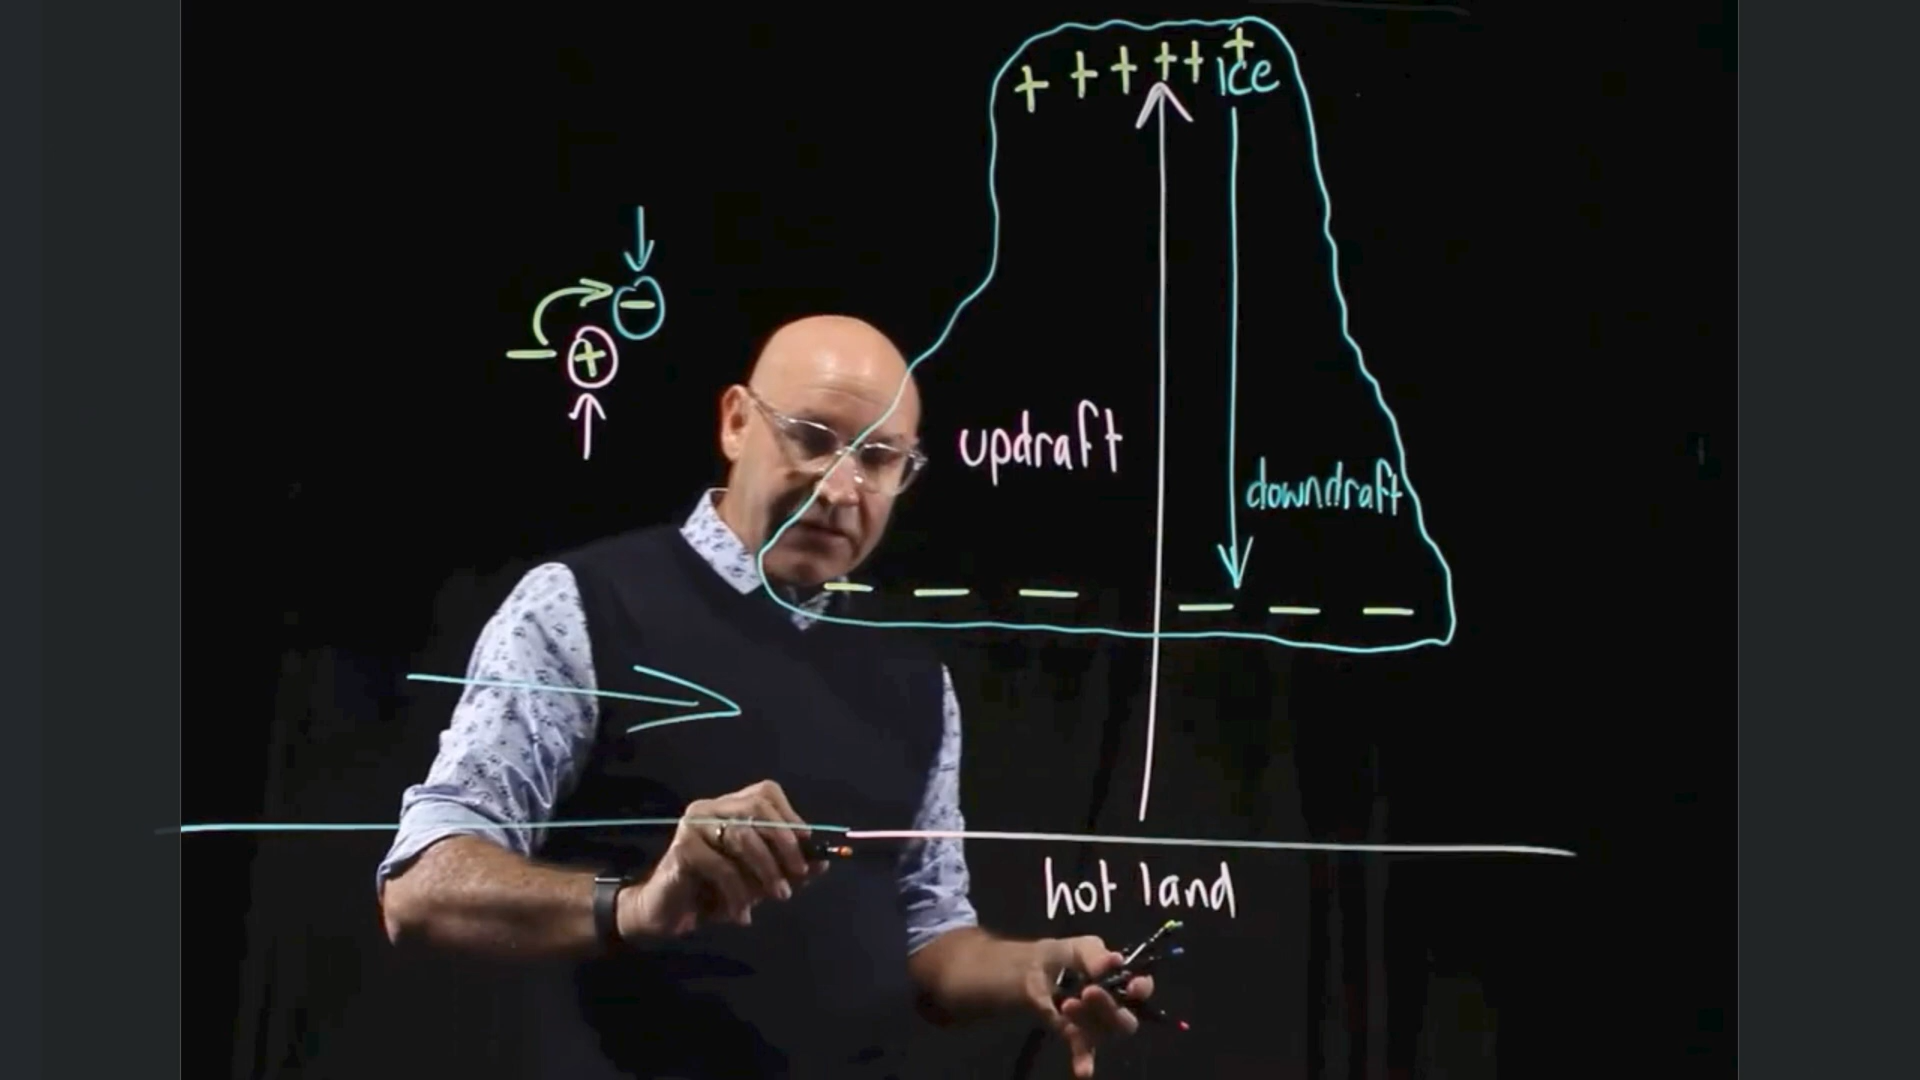 + + + + + +
ice
−
− +
updraft
downdraft
− − − − − −
hot land